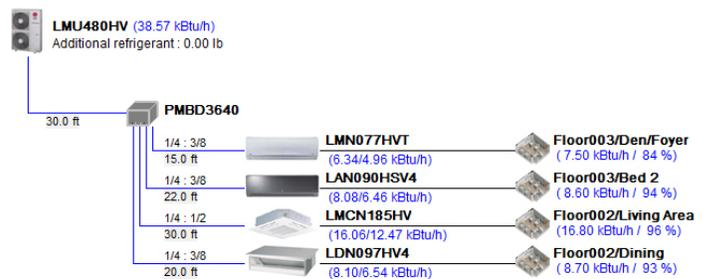 LMU480HV (38.57 kBtu/h)
Additional refrigerant : 0.00 lb
30.0 ft
PMBD3640
1/4 : 3/8
15.0 ft
LMN077HVT
(6.34/4.96 kBtu/h)
Floor003/Den/Foyer
( 7.50 kBtu/h / 84 %)
1/4 : 3/8
22.0 ft
LAN090HSV4
(8.08/6.46 kBtu/h)
Floor003/Bed 2
( 8.60 kBtu/h / 94 %)
1/4 : 1/2
30.0 ft
LMCN185HV
(16.06/12.47 kBtu/h)
Floor002/Living Area
(16.80 kBtu/h / 96 %)
1/4 : 3/8
20.0 ft
LDN097HV4
(8.10/6.54 kBtu/h)
Floor002/Dining
( 8.70 kBtu/h / 93 %)